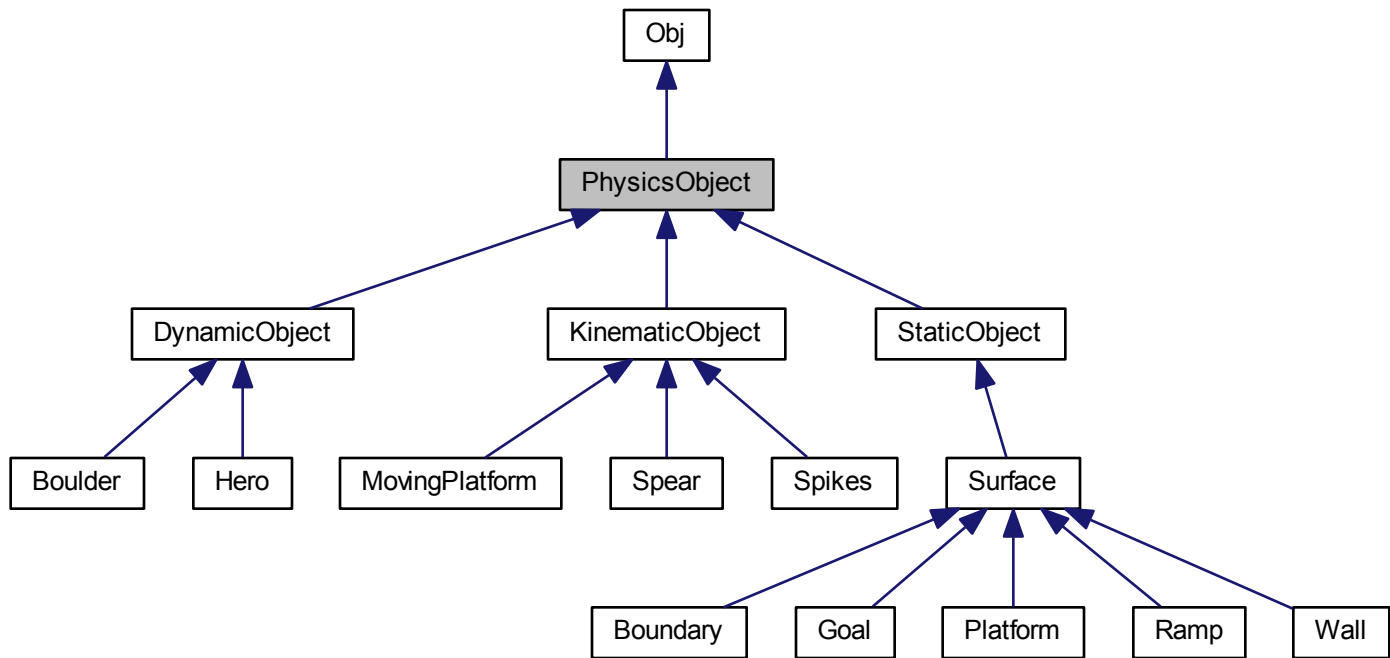 Obj
PhysicsObject
DynamicObject
KinematicObject
StaticObject
Boulder
Hero
MovingPlatform
Spear
Spikes
Surface
Boundary
Goal
Platform
Ramp
Wall